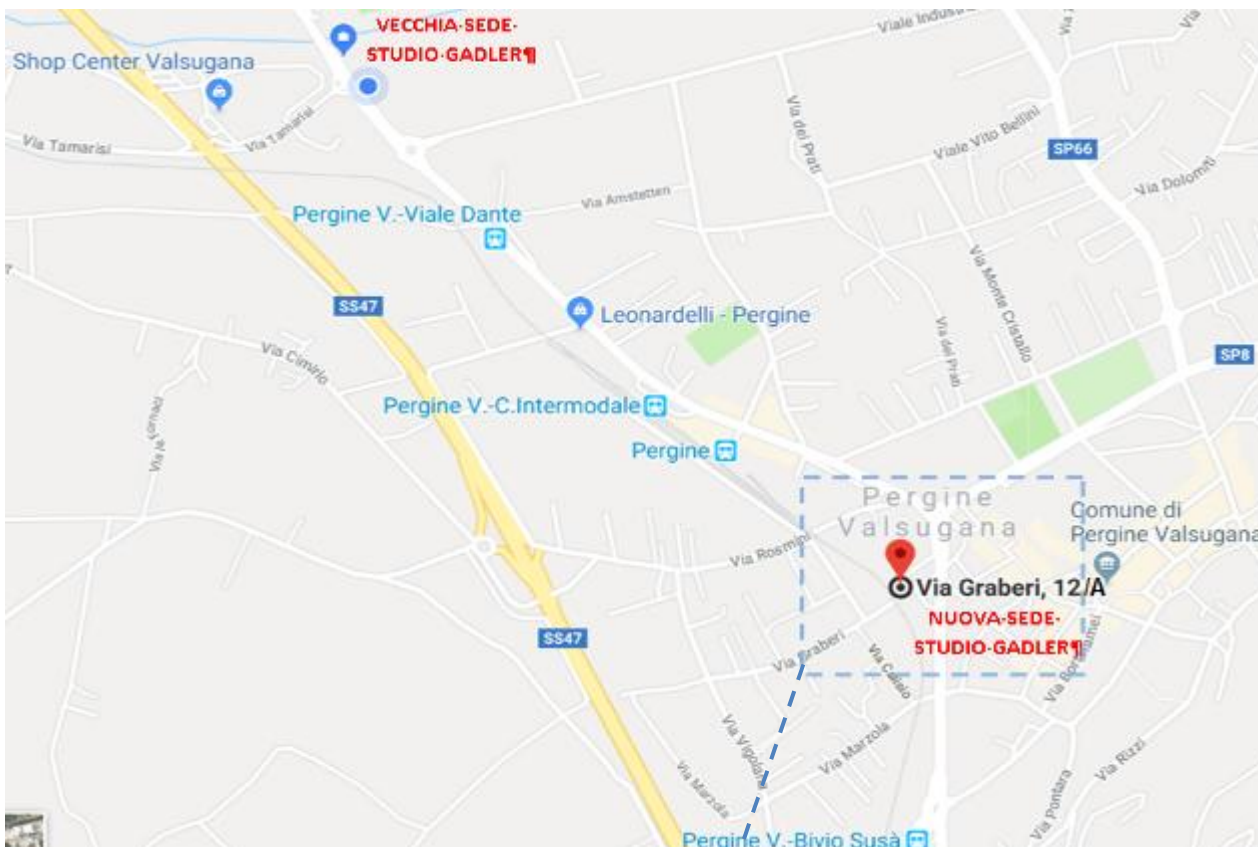 VECCHIA·SEDE·
STUDIO·GADLER¶
Viale Indus
Via
Shop Center Valsugana
Via Tamarisi
Via Tamarisi
Via dei Prati
Viale Vito Bellini
SP66
Via Dolomiti
Via Amstetten
Pergine V.-Viale Dante
Via Monte Cristallo
SS47
Leonardelli - Pergine
Via dei Prati
SP8
Via Cimirlo
Pergine V.-C.Intermodale
Via le Fornaci
Pergine
Pergine
Valsugana
Comune di
Pergine Valsugana
Via Rosmini
Via Graberi, 12/A
NUOVA·SEDE·
STUDIO·GADLER¶
SS47
Via Graberi
Via Calisio
Via Vigolana
Via Marzola
Via Marzola
Via Rizzi
Via Pontara
Pergine V.-Bivio Susà